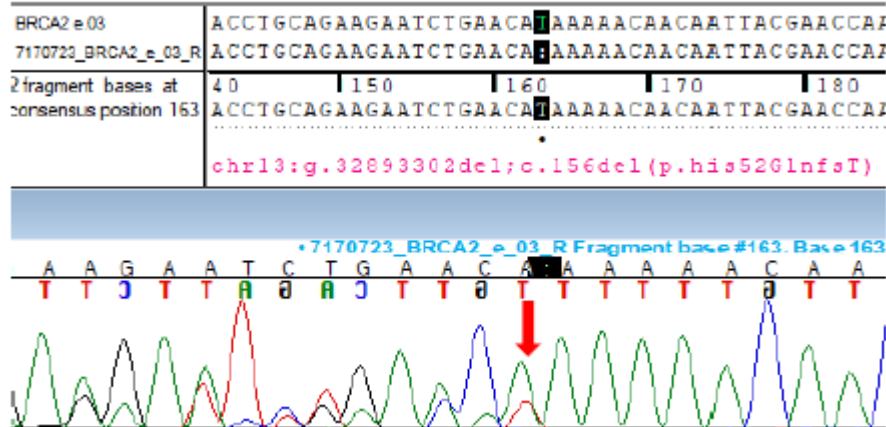 BRCA2 e.03 ACCTGCAGAAGAATCTGAACATAAAAACAACAATTACGAACCAA
7170723_BRCA2_e_03_R ACCTGCAGAAGAATCTGAACA:AAAAACAACAATTACGAACCAA
2 fragment bases at 40 150 160 170 180
consensus position 163 ACCTGCAGAAGAATCTGAACATAAAAACAACAATTACGAACCAA
chr13:g.32893302del;c.156del(p.his52GlnfsT)
•7170723_BRCA2_e_03_R Fragment base #163. Base 163
A A G A A T C T G A A C A : A A A A A C A A
T T C T T A G A C T T G T T T T T T G T T